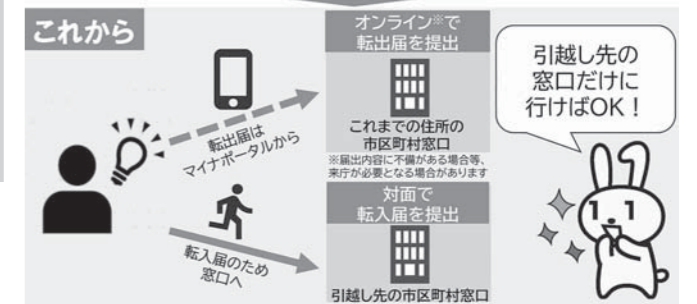 これから
オンライン※で
転出届を提出
転出届は
マイナポータルから
これまでの住所の
市区町村窓口
※届出内容に不備がある場合等、
来庁が必要となる場合があります
引越し先の
窓口だけに
行けばOK!
対面で
転入届を提出
転入届のため
窓口へ
引越し先の市区町村窓口